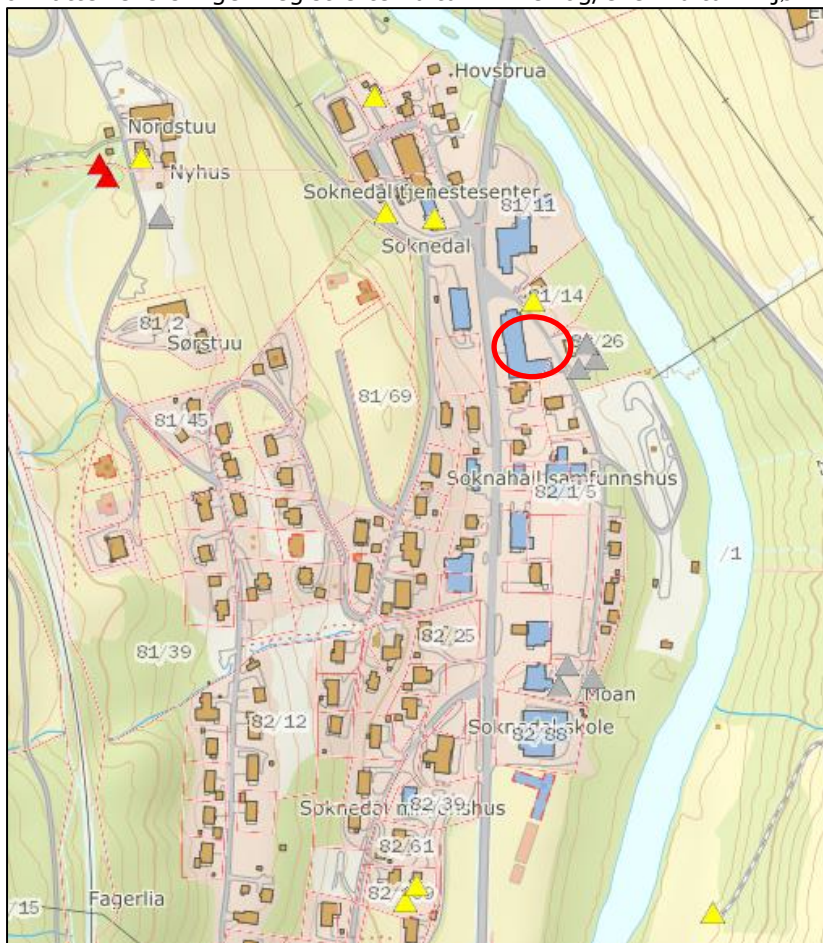 Hovsbrua
Nordstuu
Nyhus
Soknedal tjenestesenter
81/11
Soknedal
81/14
81/2
Sørstuu
81/69
81/45
Soknahall samfunnshus
82/1/5
/1
81/39
82/25
82/12
Moan
Soknedal skole
82/88
82/39
82/61
Fagerlia
/15